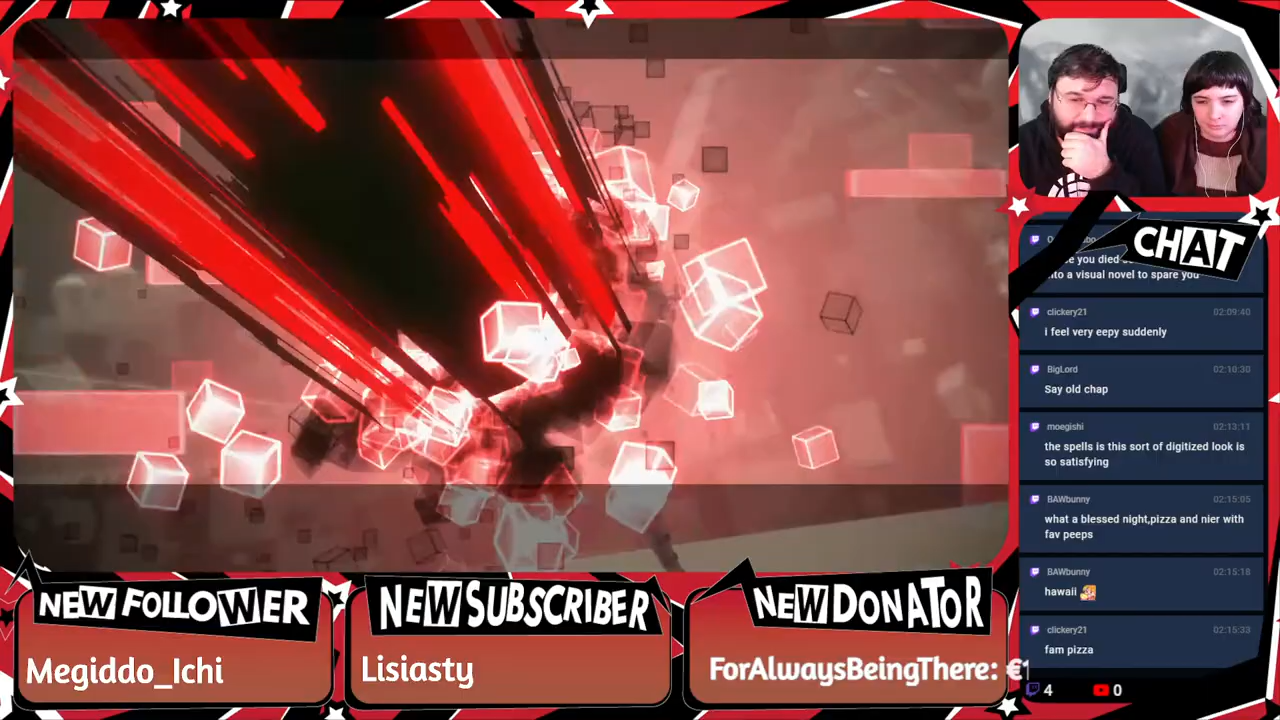 CHAT
you died
nto a visual novel to spare you
clickery21 02:09:40
i feel very eepy suddenly
BigLord 02:10:30
Say old chap
moegishi 02:13:11
the spells is this sort of digitized look is
so satisfying
BAWbunny 02:15:05
what a blessed night,pizza and nier with
fav peeps
BAWbunny 02:15:18
hawaii
clickery21 02:15:33
fam pizza
4 0
NEW FOLLOWER
Megiddo_Ichi
NEW SUBSCRIBER
Lisiasty
NEW DONATOR
ForAlwaysBeingThere: €1